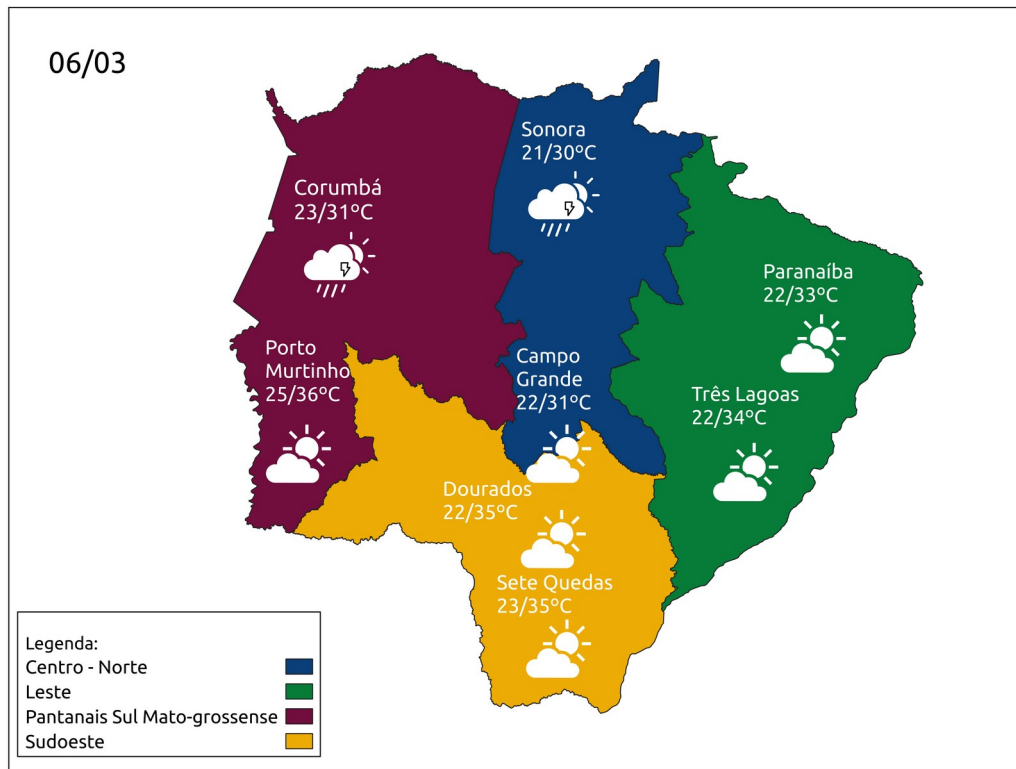 06/03
Sonora
21/30ºC
Corumbá
23/31ºC
Paranaíba
22/33ºC
Porto
Murtinho
25/36ºC
Campo
Grande
22/31ºC
Três Lagoas
22/34ºC
Dourados
22/35ºC
Sete Quedas
23/35ºC
Legenda:
Centro - Norte
Leste
Pantanais Sul Mato-grossense
Sudoeste